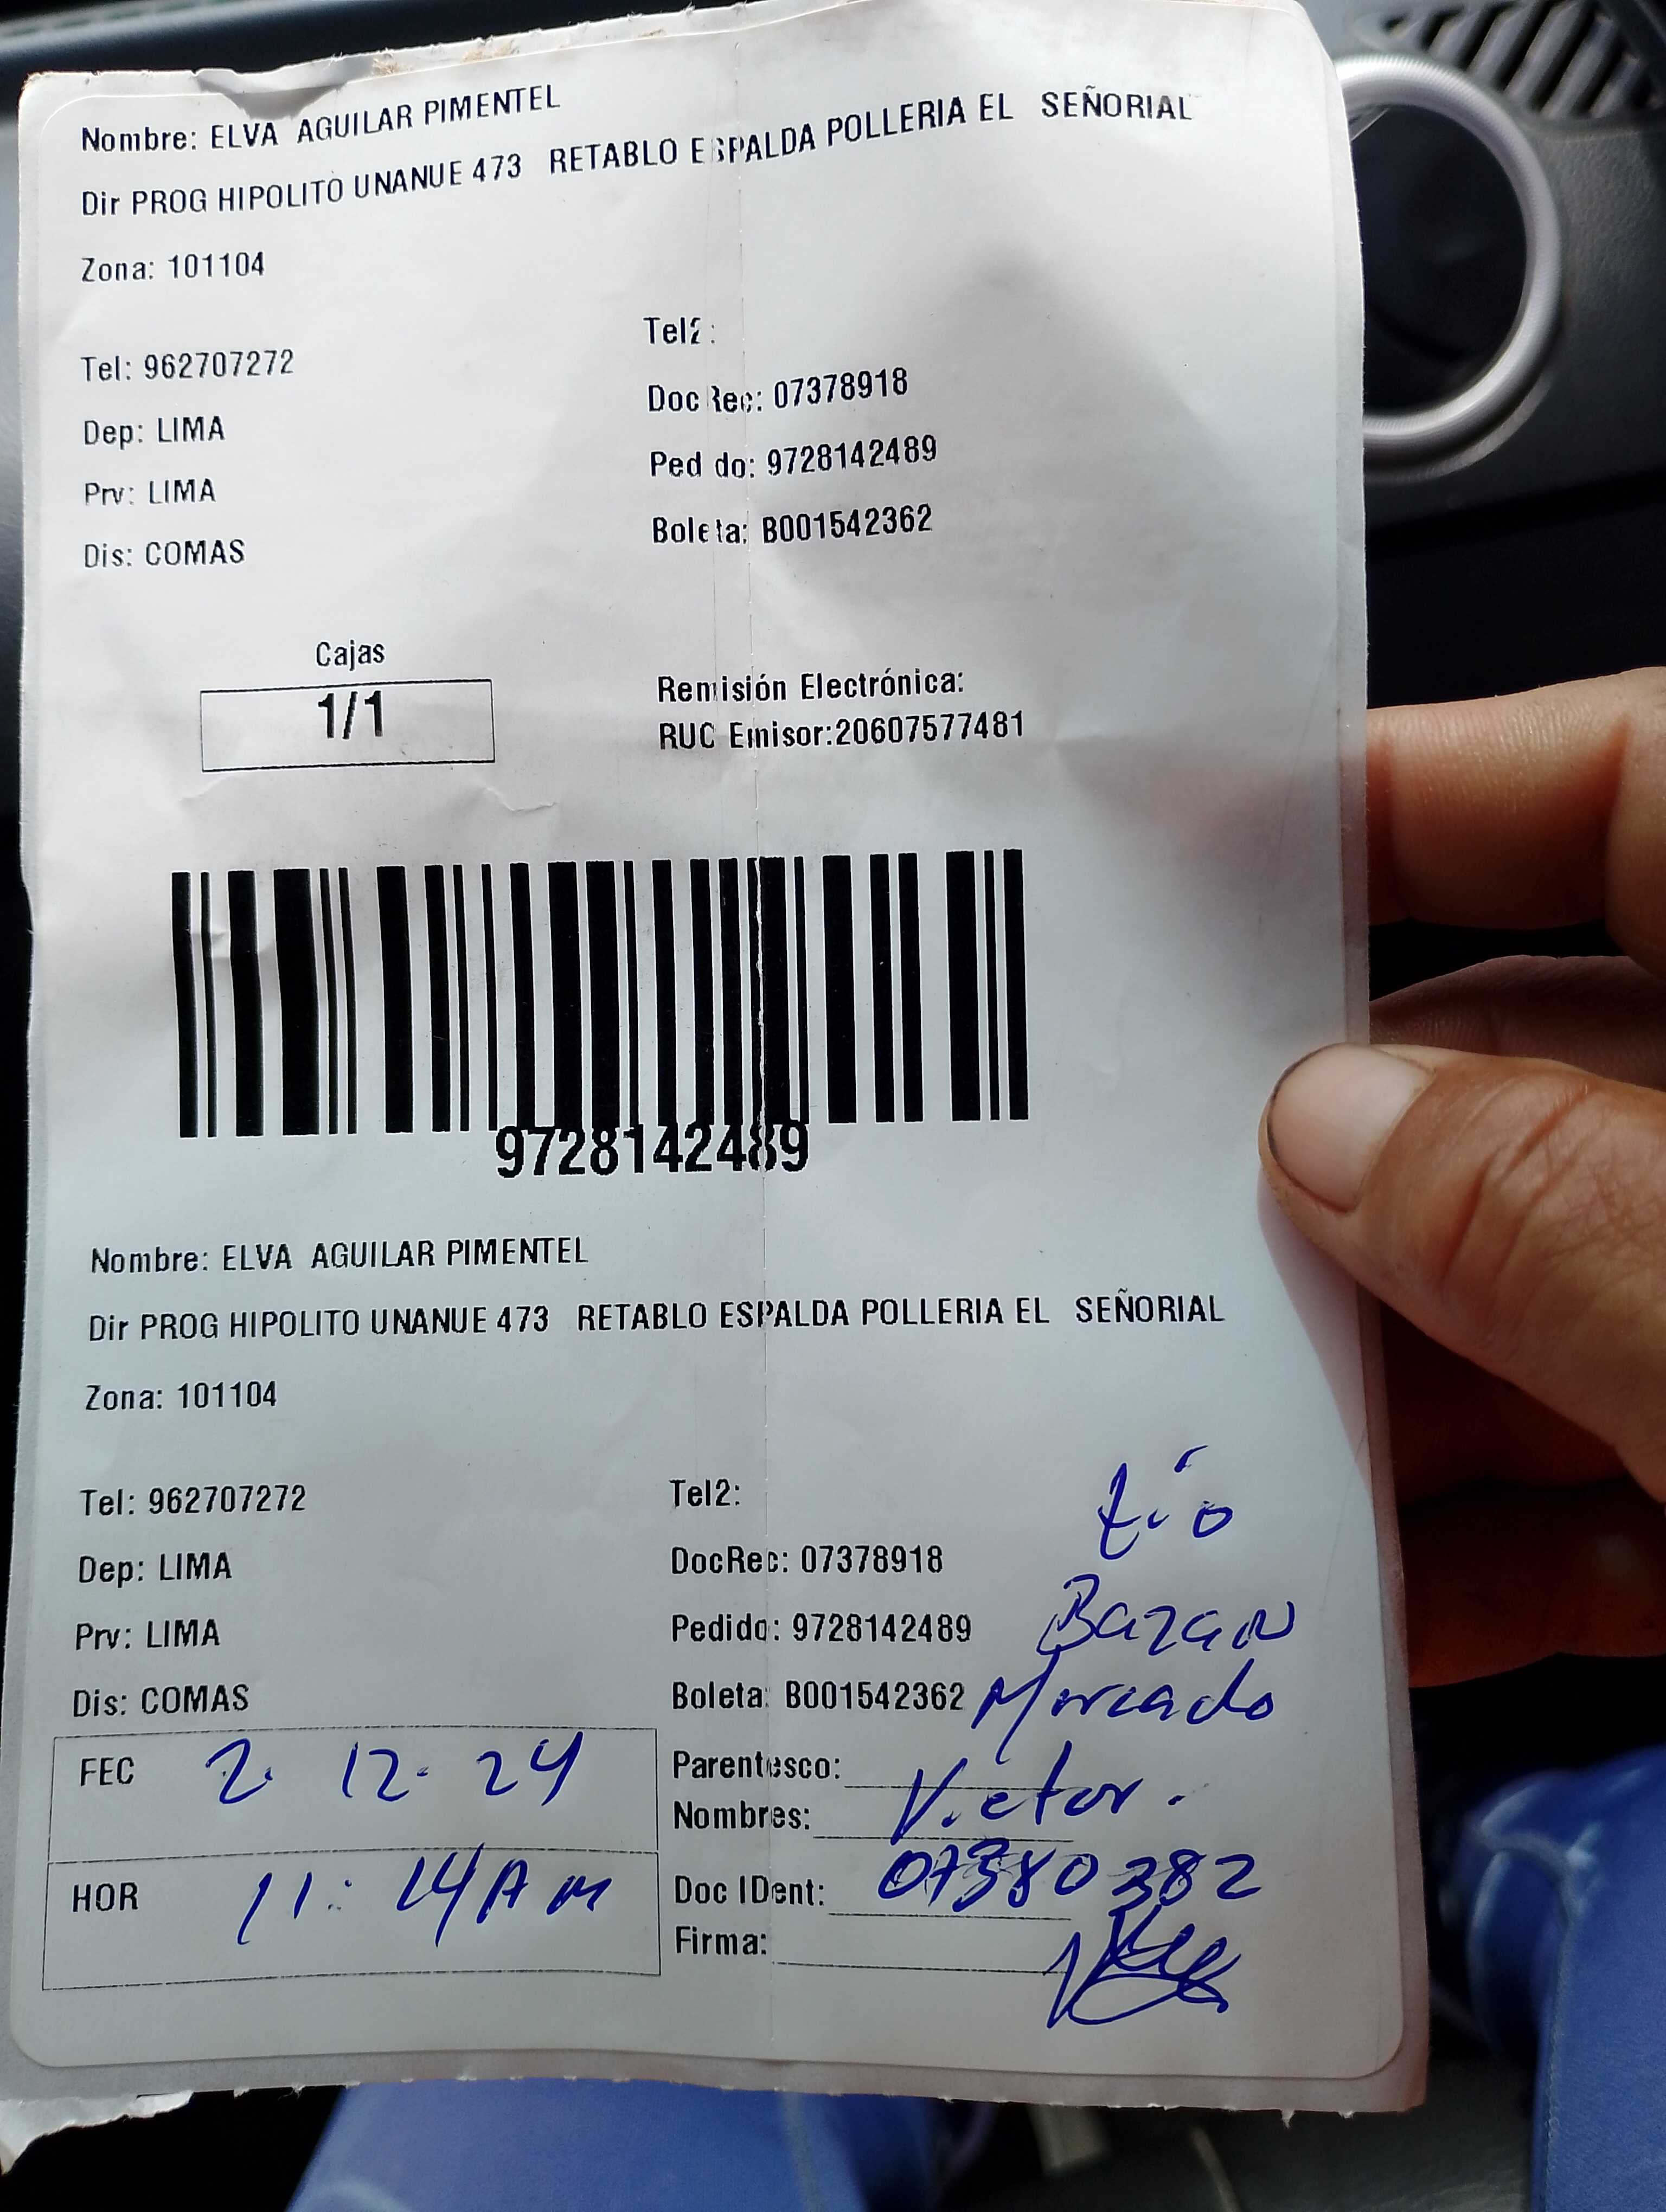 Nombre: ELVA AGUILAR PIMENTEL
Dir PROG HIPOLITO UNANUE 473 RETABLO ESPALDA POLLERIA EL SEÑORIAL
Zona: 101104
Tel: 962707272
Tel2:
Dep: LIMA
DocRec: 07378918
Prv: LIMA
Pedido: 9728142489
Dis: COMAS
Boleta: B001542362
Cajas
1/1
Remisión Electrónica:
RUC Emisor:20607577481
9728142489
Nombre: ELVA AGUILAR PIMENTEL
Dir PROG HIPOLITO UNANUE 473 RETABLO ESPALDA POLLERIA EL SEÑORIAL
Zona: 101104
Tel: 962707272
Tel2:
tío
Dep: LIMA
DocRec: 07378918
Prv: LIMA
Pedido: 9728142489
Bazan
Dis: COMAS
Boleta: B001542362
Mercado
FEC 2. 12. 24
Parentesco:
Nombres: Victor.
HOR 11: 14 AM
Doc IDent: 07380382
Firma: